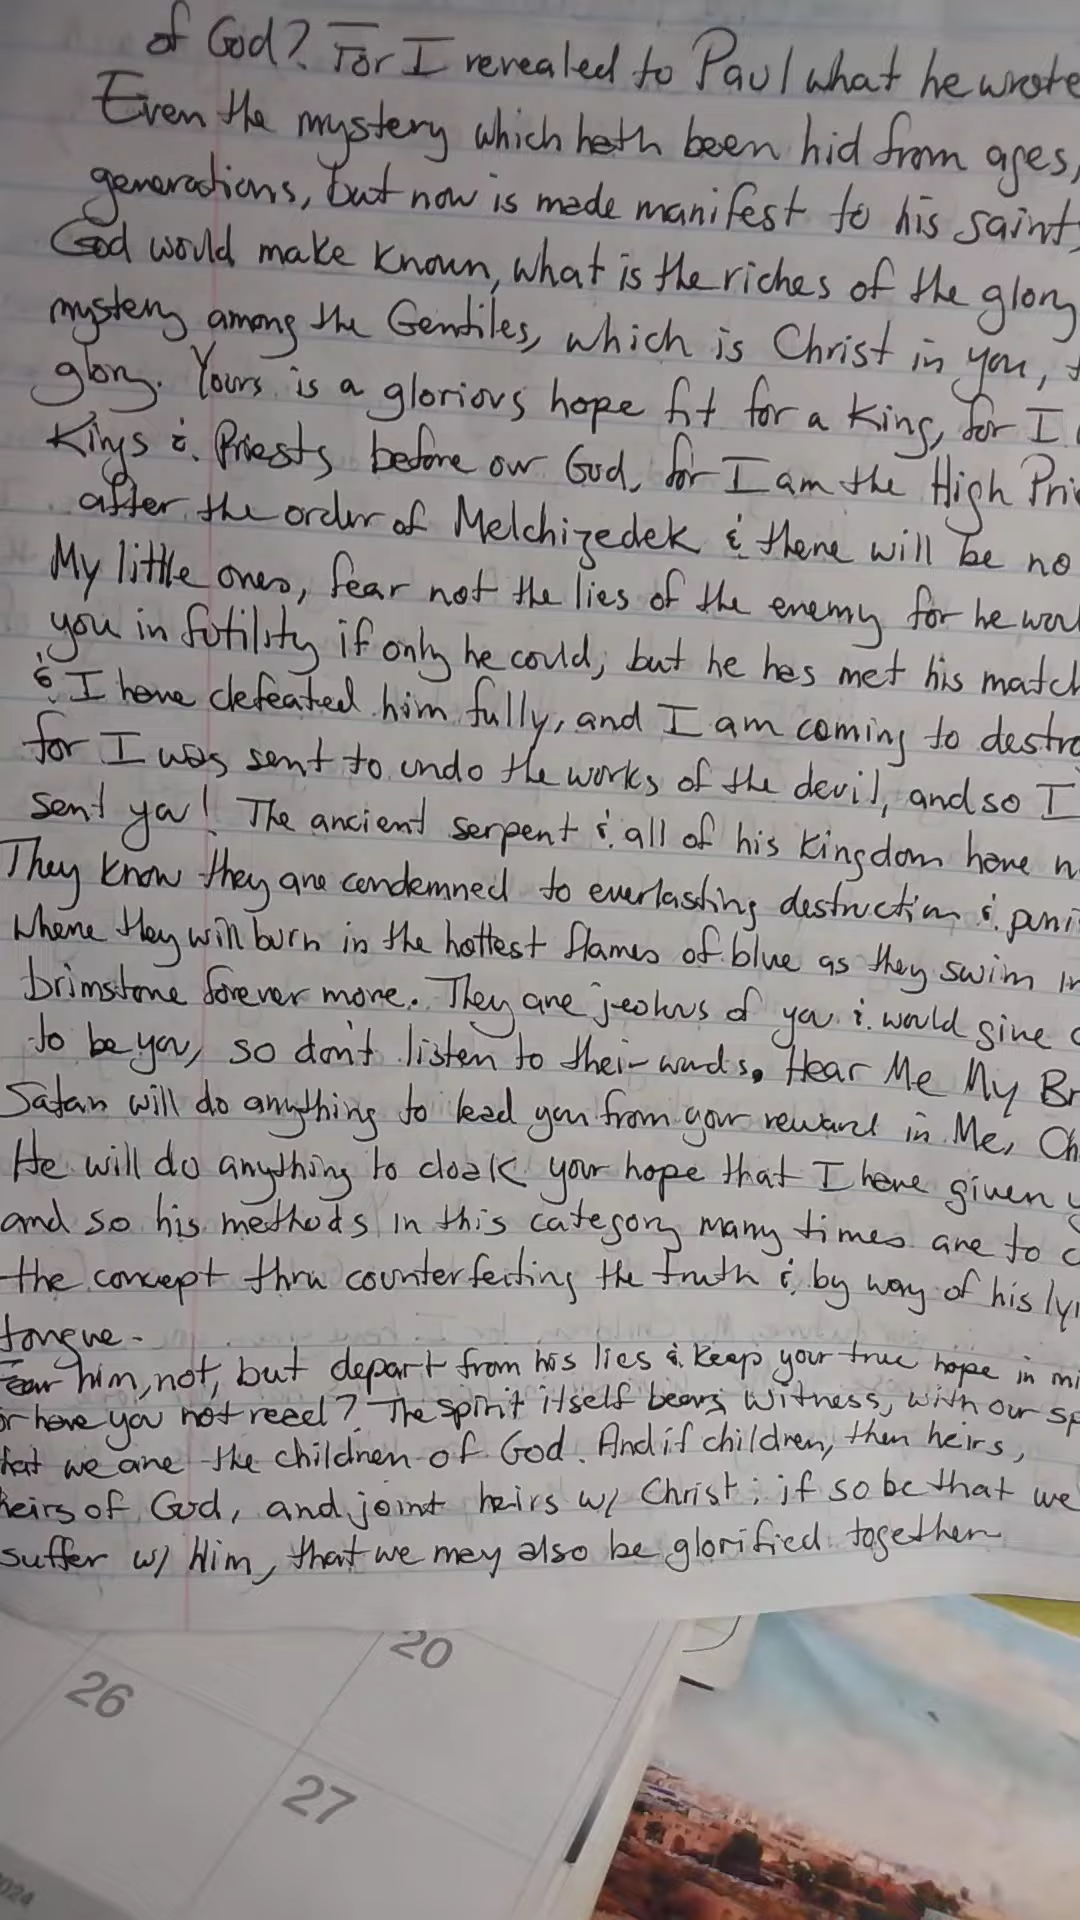 of God? For I revealed to Paul what he wrote
Even the mystery which hath been hid from ages,
generations, but now is made manifest to his saints
God would make known, what is the riches of the glory
mystery among the Gentiles, which is Christ in you,
glory. Yours is a glorious hope fit for a King, for I
Kings & Priests before our God, for I am the High Prie
after the order of Melchizedek & there will be no
My little ones, fear not the lies of the enemy for he woul
you in futility if only he could, but he has met his match
& I have defeated him fully, and I am coming to destro
for I was sent to undo the works of the devil, and so I
sent you! The ancient serpent & all of his Kingdom have n
They know they are condemned to everlasting destruction & puni
where they will burn in the hottest flames of blue as they swim in
brimstone forever more. They are jealous of you & would give
to be you, so don't listen to their words. Hear Me My Br
Satan will do anything to lead you from your reward in Me, Ch
He will do anything to cloak your hope that I have given y
and so his methods in this category many times are to c
the concept thru counterfeiting the truth & by way of his lyi
tongue-
Fear him, not, but depart from his lies & Keep your true hope in mi
or have you not read? The spirit itself bears witness, with our sp
hat we are the children of God. And if children, then heirs,
heirs of God, and joint heirs w/ Christ; if so be that we
suffer w/ Him, that we may also be glorified together
20
26
27
2024